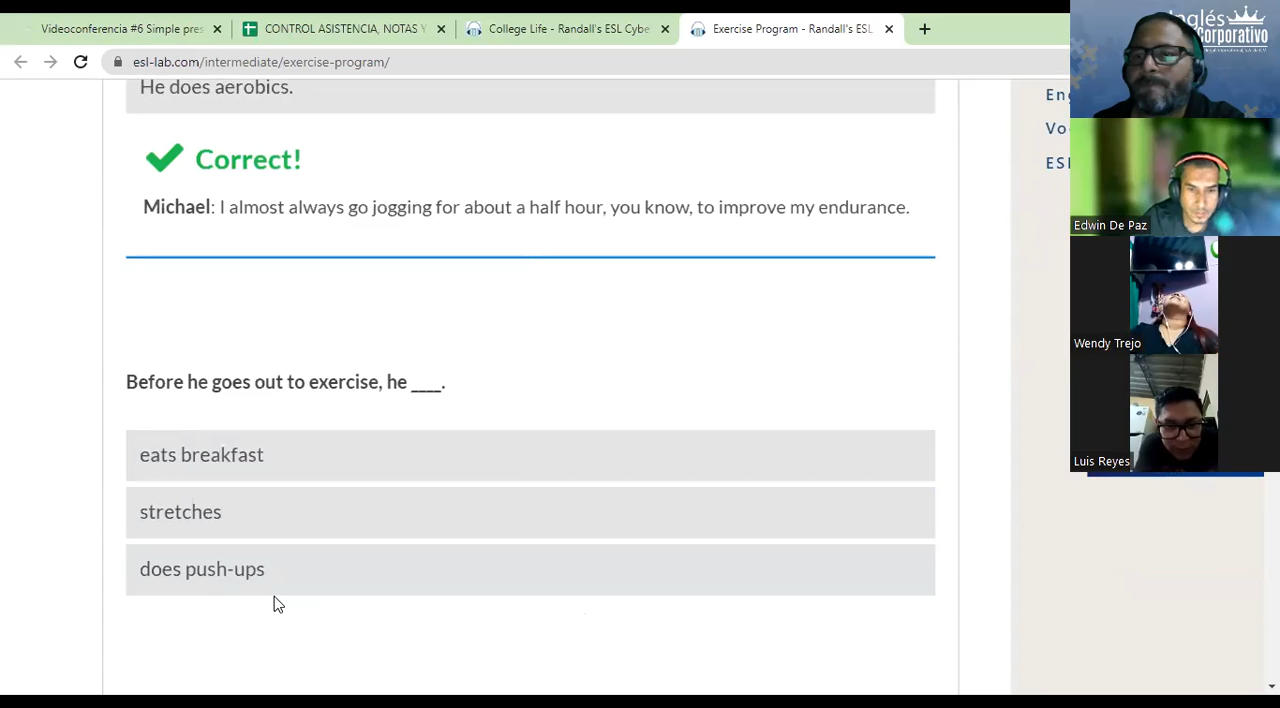 Videoconferencia #6 Simple pres
CONTROL ASISTENCIA, NOTAS Y
College Life - Randall's ESL Cybe
Exercise Program - Randall's ESL
esl-lab.com/intermediate/exercise-program/
Inglés
Corporativo
He does aerobics.
Correct!
Michael: I almost always go jogging for about a half hour, you know, to improve my endurance.
Before he goes out to exercise, he ____.
eats breakfast
stretches
does push-ups
Edwin De Paz
Wendy Trejo
Luis Reyes